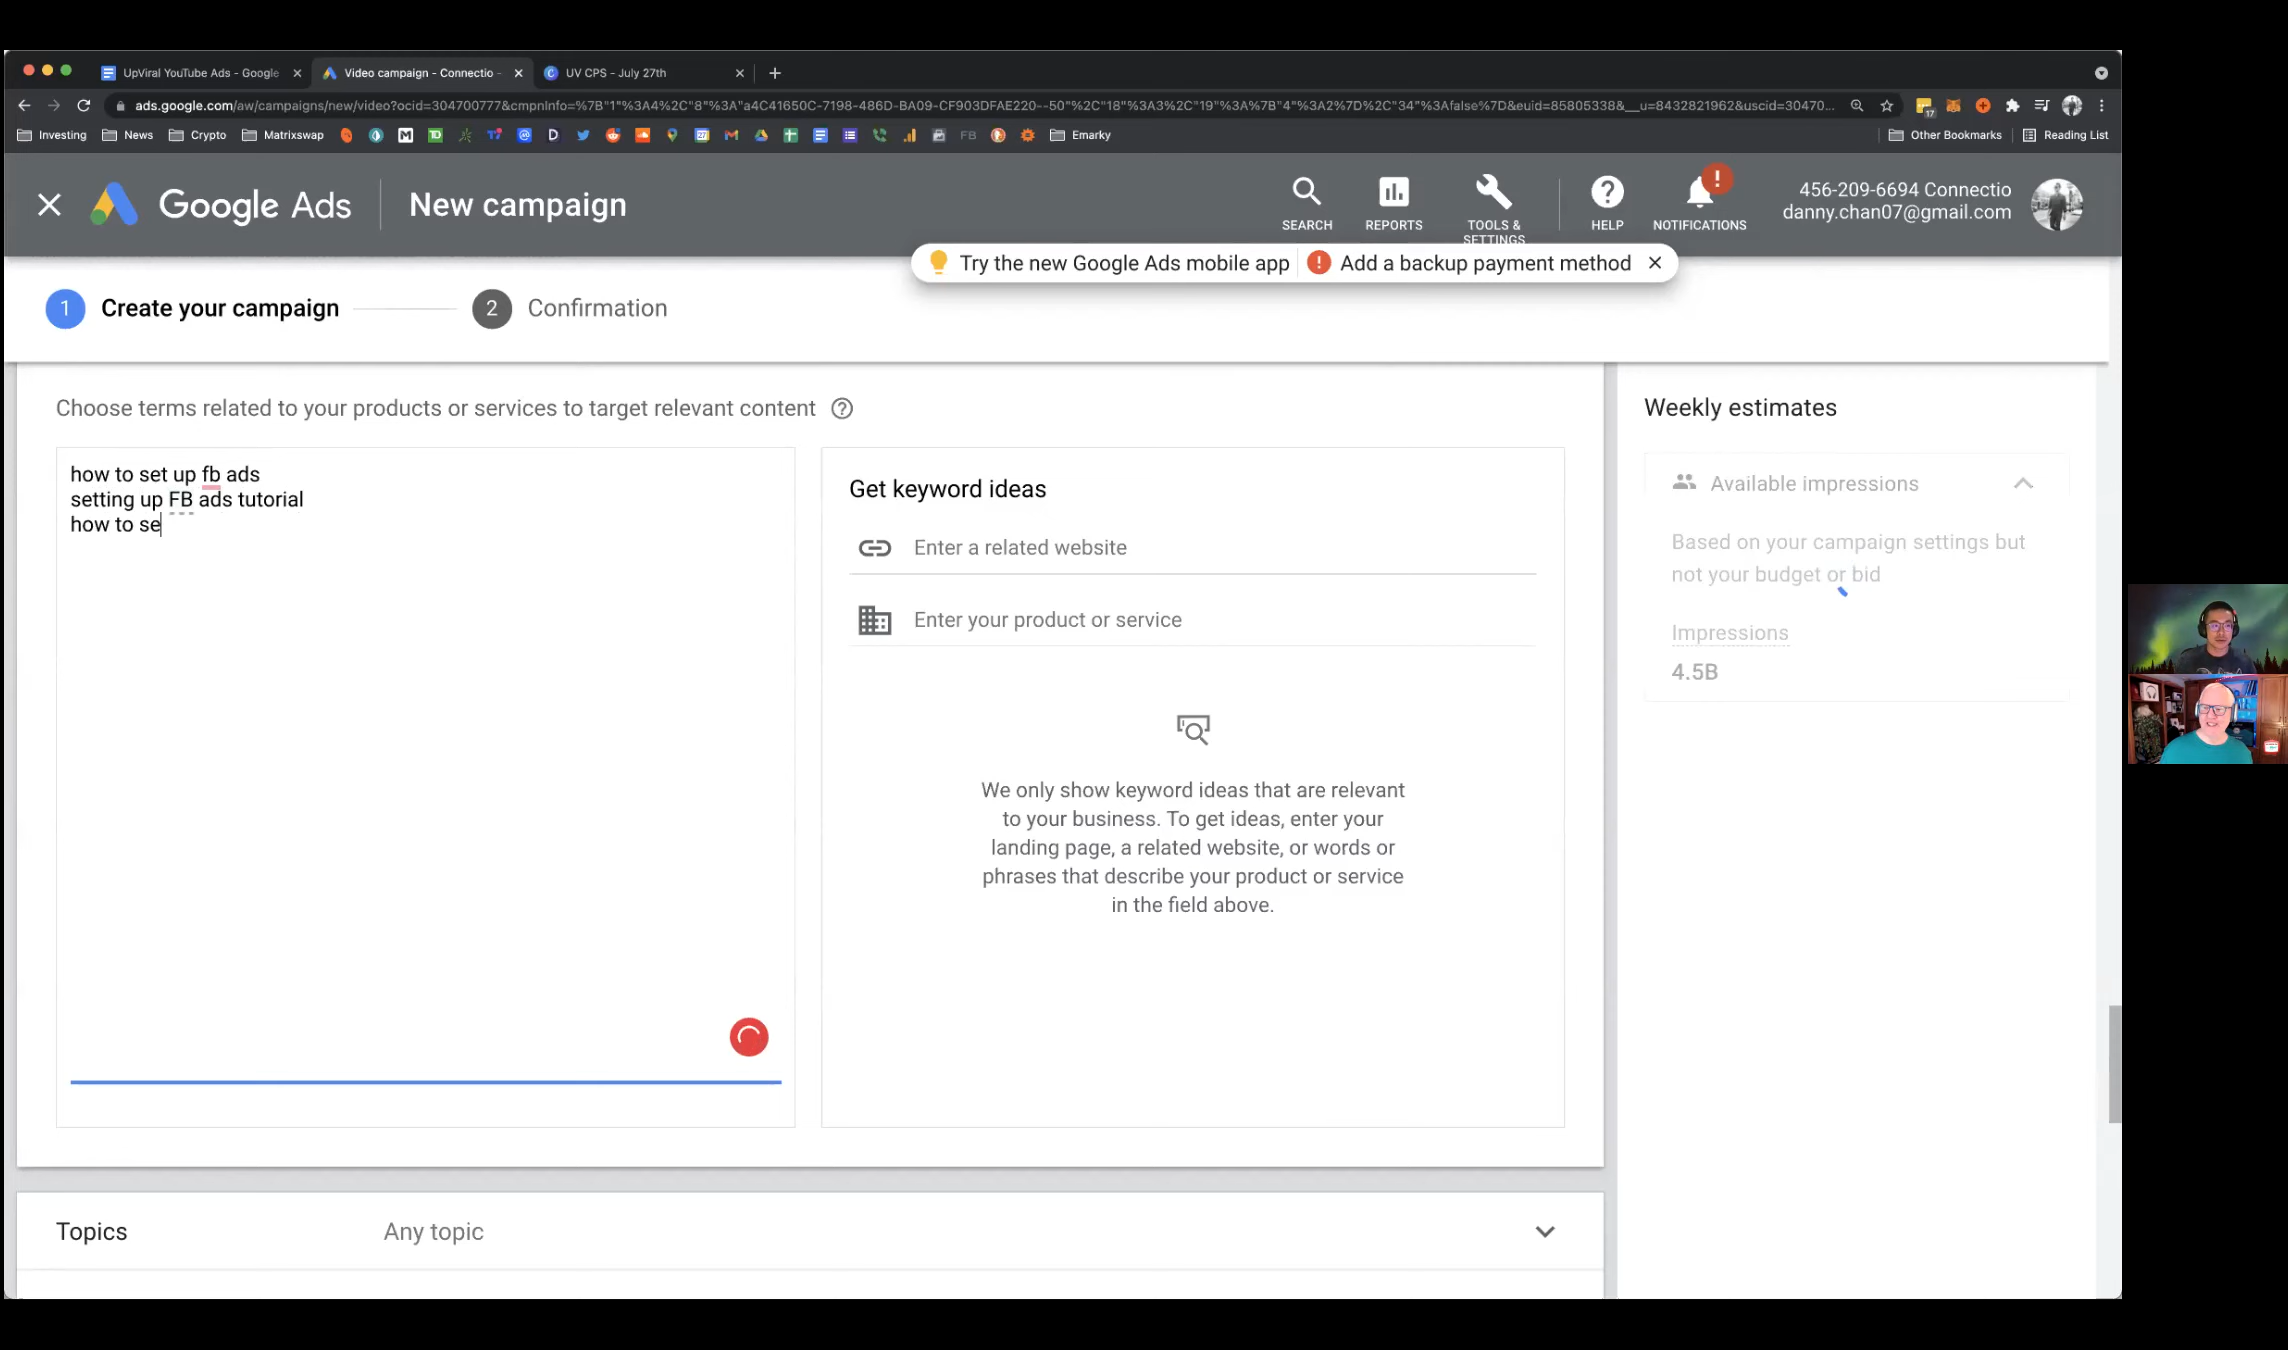 UpViral YouTube Ads - Google
Video campaign - Connectio -
UV CPS - July 27th
ads.google.com/aw/campaigns/new/video?ocid=304700777&cmpnInfo=%7B"1"%3A4%2C"8"%3A"a4C41650C-7198-486D-BA09-CF903DFAE220--50"%2C"18"%3A3%2C"19"%3A%7B"4"%3A2%7D%2C"34"%3Afalse%7D&euid=85805338&__u=8432821962&uscid=30470...
Investing
News
Crypto
Matrixswap
FB
Emarky
Other Bookmarks
Reading List
Google Ads
New campaign
SEARCH
REPORTS
TOOLS &
SETTINGS
HELP
NOTIFICATIONS
456-209-6694 Connectio
danny.chan07@gmail.com
Try the new Google Ads mobile app
Add a backup payment method
1 Create your campaign
2 Confirmation
Choose terms related to your products or services to target relevant content
how to set up fb ads
setting up FB ads tutorial
how to se
Get keyword ideas
Enter a related website
Enter your product or service
We only show keyword ideas that are relevant
to your business. To get ideas, enter your
landing page, a related website, or words or
phrases that describe your product or service
in the field above.
Weekly estimates
Available impressions
Based on your campaign settings but
not your budget or bid
Impressions
4.5B
Topics
Any topic